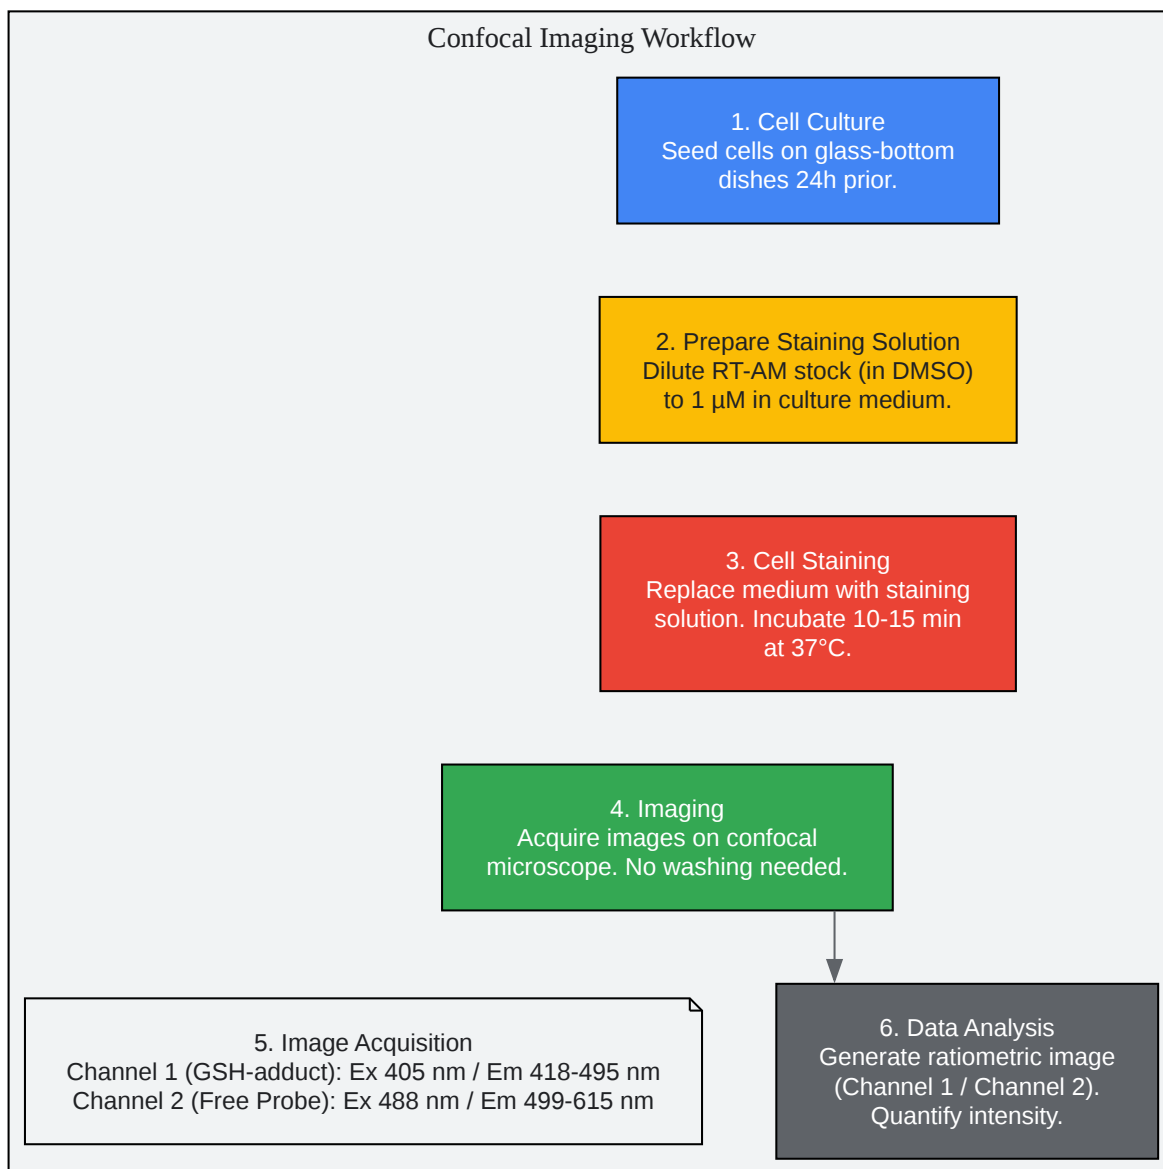 Confocal Imaging Workflow
1. Cell Culture
Seed cells on glass-bottom
dishes 24h prior.
2. Prepare Staining Solution
Dilute RT-AM stock (in DMSO)
to 1 µM in culture medium.
3. Cell Staining
Replace medium with staining
solution. Incubate 10-15 min
at 37°C.
4. Imaging
Acquire images on confocal
microscope. No washing needed.
5. Image Acquisition
Channel 1 (GSH-adduct): Ex 405 nm / Em 418-495 nm
Channel 2 (Free Probe): Ex 488 nm / Em 499-615 nm
6. Data Analysis
Generate ratiometric image
(Channel 1 / Channel 2).
Quantify intensity.